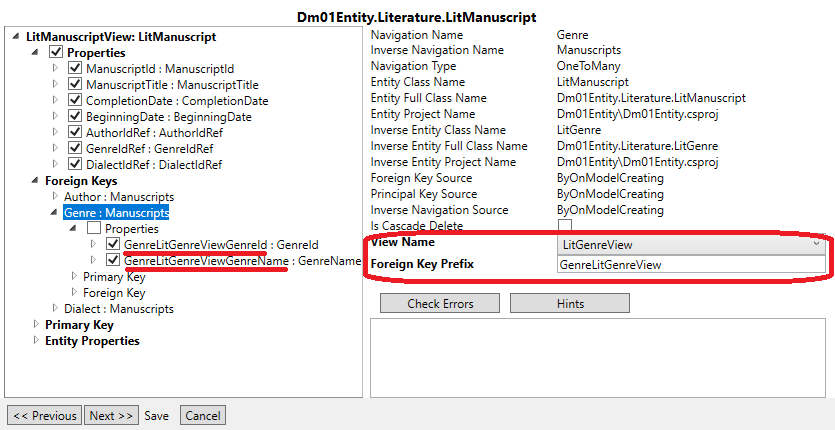 Dm01Entity.Literature.LitManuscript
LitManuscriptView: LitManuscript
Properties
ManuscriptId : ManuscriptId
ManuscriptTitle : ManuscriptTitle
CompletionDate : CompletionDate
BeginningDate : BeginningDate
AuthorIdRef : AuthorIdRef
GenreIdRef : GenreIdRef
DialectIdRef : DialectIdRef
Foreign Keys
Author : Manuscripts
Genre : Manuscripts
Properties
GenreLitGenreViewGenreId : GenreId
GenreLitGenreViewGenreName : GenreName
Primary Key
Foreign Key
Dialect : Manuscripts
Primary Key
Entity Properties
Navigation Name Genre
Inverse Navigation Name Manuscripts
Navigation Type OneToMany
Entity Class Name LitManuscript
Entity Full Class Name Dm01Entity.Literature.LitManuscript
Entity Project Name Dm01Entity\Dm01Entity.csproj
Inverse Entity Class Name LitGenre
Inverse Entity Full Class Name Dm01Entity.Literature.LitGenre
Inverse Entity Project Name Dm01Entity\Dm01Entity.csproj
Foreign Key Source ByOnModelCreating
Principal Key Source ByOnModelCreating
Inverse Navigation Source ByOnModelCreating
Is Cascade Delete
View Name LitGenreView
Foreign Key Prefix GenreLitGenreView
Check Errors Hints
<< Previous Next >> Save Cancel